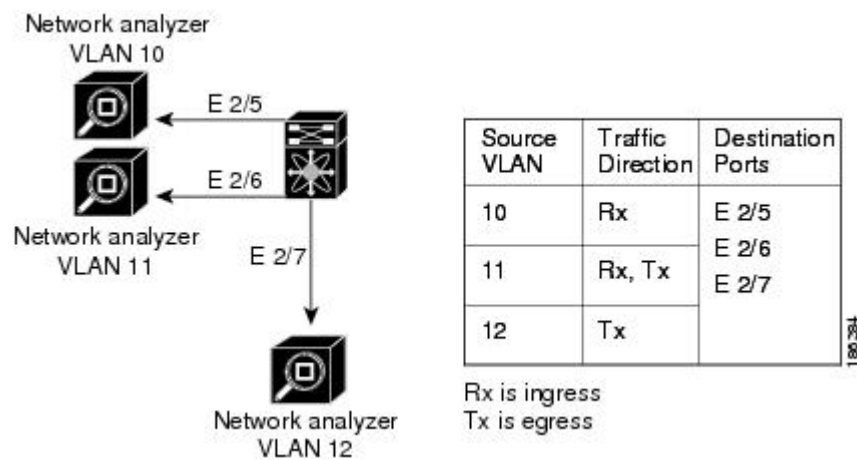 Network analyzer
VLAN 10
E 2/5
E 2/6
Network analyzer
VLAN 11
E 2/7
Network analyzer
VLAN 12
Source VLAN
Traffic Direction
Destination Ports
10
Rx
E 2/5
E 2/6
E 2/7
11
Rx, Tx
12
Tx
Rx is ingress
Tx is egress